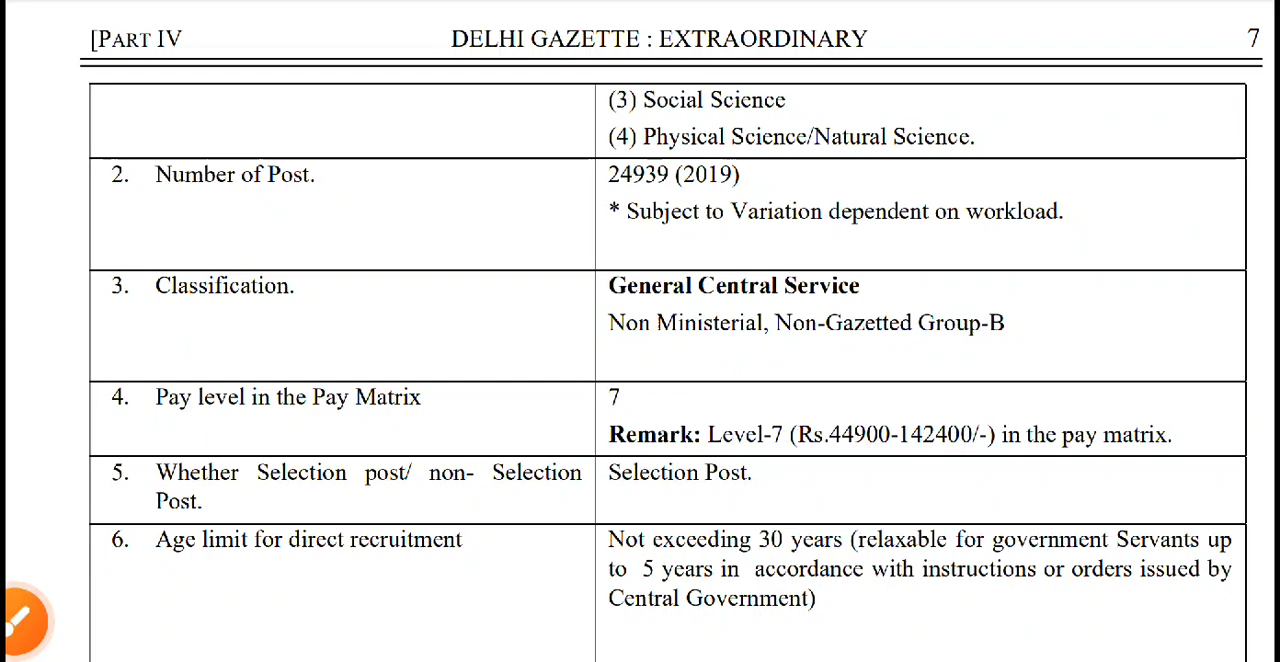 [PART IV DELHI GAZETTE : EXTRAORDINARY 7
(3) Social Science
(4) Physical Science/Natural Science.
2. Number of Post. 24939 (2019)
* Subject to Variation dependent on workload.
3. Classification. General Central Service
Non Ministerial, Non-Gazetted Group-B
4. Pay level in the Pay Matrix 7
Remark: Level-7 (Rs.44900-142400/-) in the pay matrix.
5. Whether Selection post/ non- Selection Selection Post.
Post.
6. Age limit for direct recruitment Not exceeding 30 years (relaxable for government Servants up
to 5 years in accordance with instructions or orders issued by
Central Government)